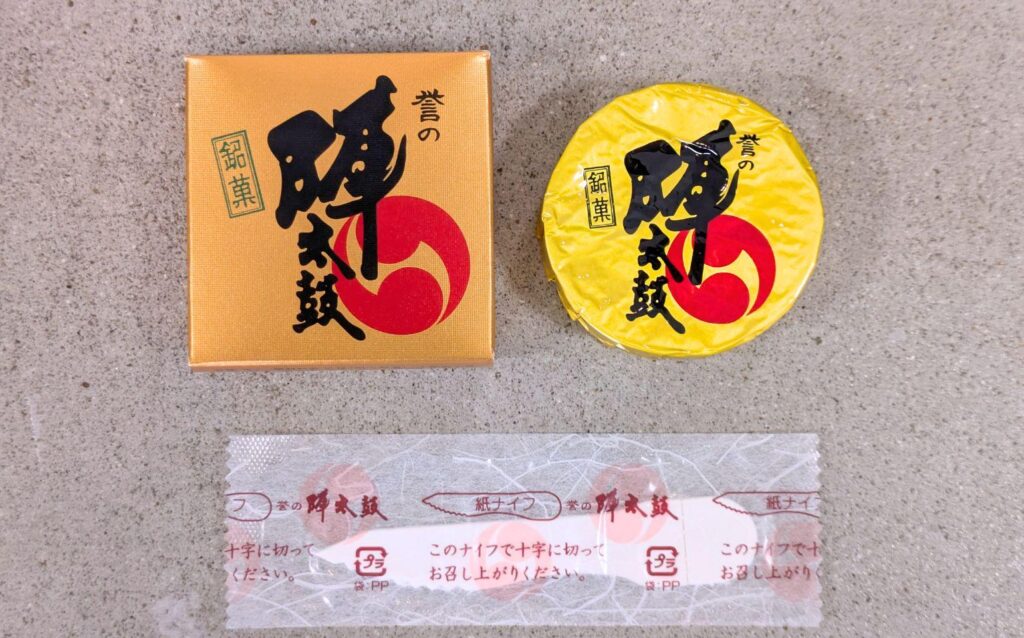 誉の
陣太鼓
銘菓
誉の
陣太鼓
銘菓
フ 誉の 陣太鼓 紙ナイフ 誉の 陣太鼓 紙ナイ
十字に切って
ください。
プラ
袋:PP
このナイフで十字に切って
お召し上がりください。
プラ
袋:PP
このナイフで十
お召し上がりく